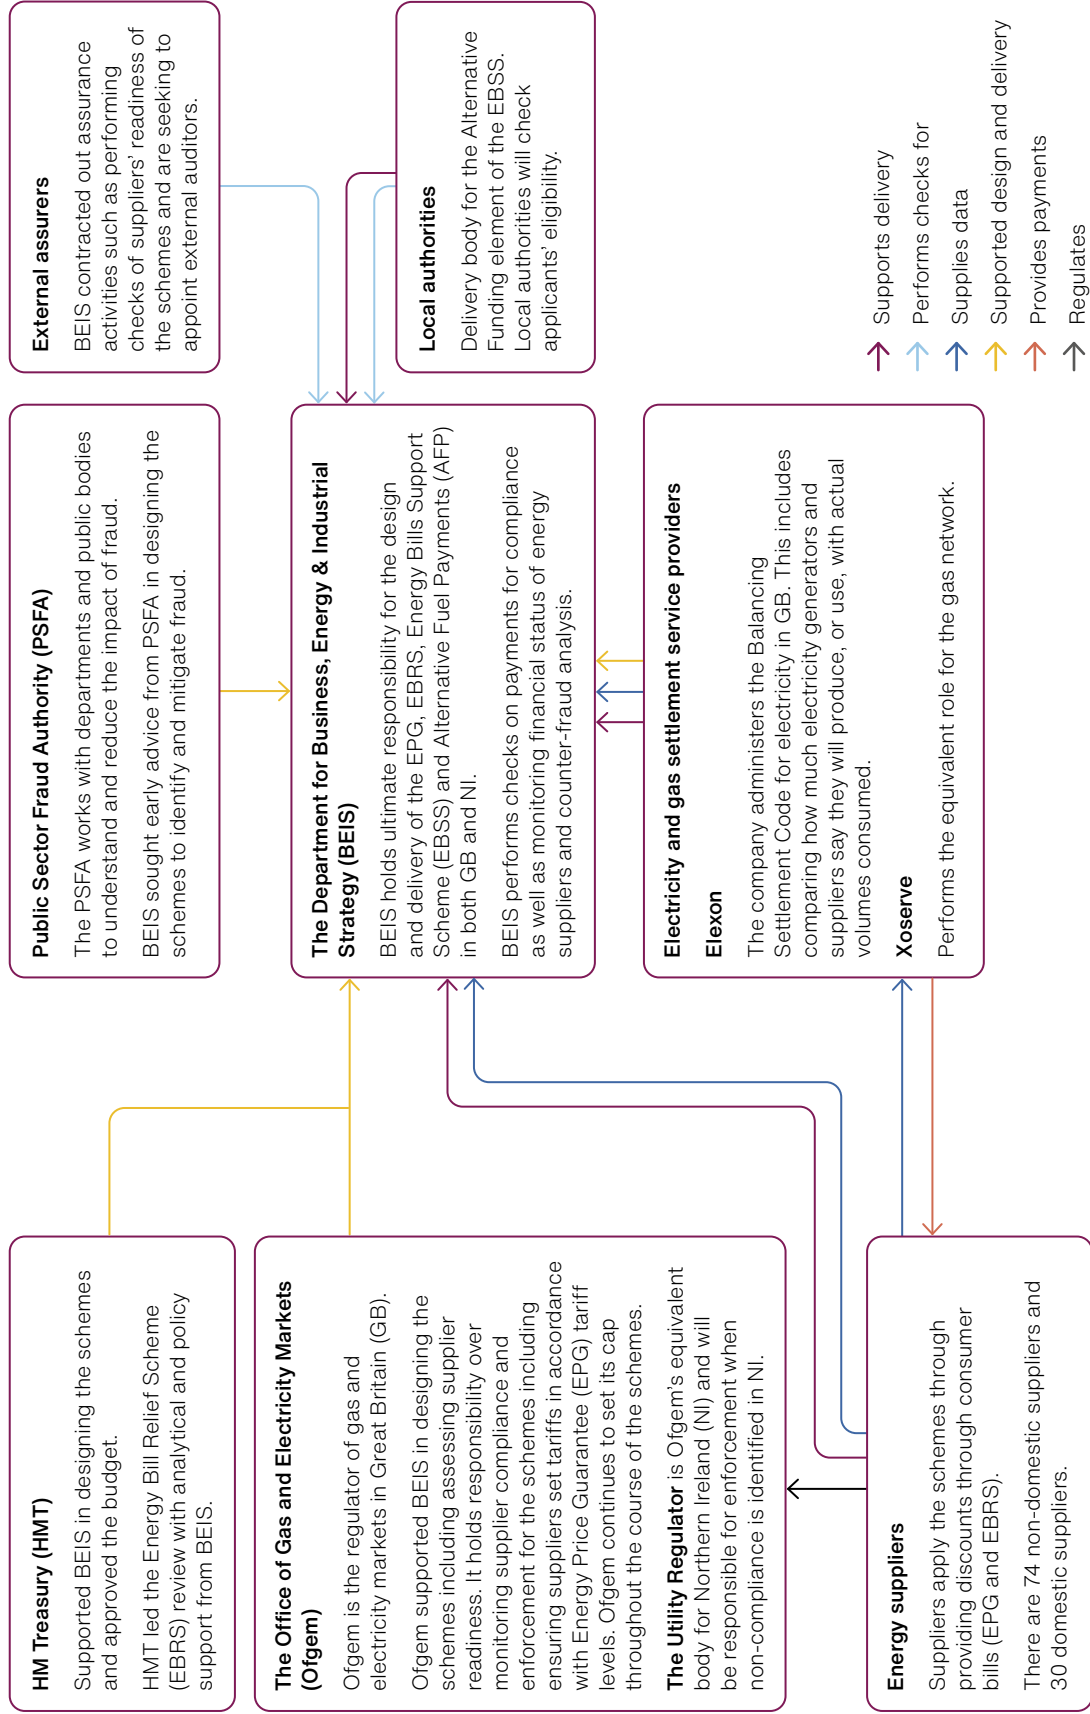 HM Treasury (HMT)
Supported BEIS in designing the schemes
and approved the budget.
HMT led the Energy Bill Relief Scheme
(EBRS) review with analytical and policy
support from BEIS.
Public Sector Fraud Authority (PSFA)
The PSFA works with departments and public bodies
to understand and reduce the impact of fraud.
BEIS sought early advice from PSFA in designing the
schemes to identify and mitigate fraud.
External assurers
BEIS contracted out assurance
activities such as performing
checks of suppliers’ readiness of
the schemes and are seeking to
appoint external auditors.
The Office of Gas and Electricity Markets
(Ofgem)
Ofgem is the regulator of gas and
electricity markets in Great Britain (GB).
Ofgem supported BEIS in designing the
schemes including assessing supplier
readiness. It holds responsibility over
monitoring supplier compliance and
enforcement for the schemes including
ensuring suppliers set tariffs in accordance
with Energy Price Guarantee (EPG) tariff
levels. Ofgem continues to set its cap
throughout the course of the schemes.
The Utility Regulator is Ofgem’s equivalent
body for Northern Ireland (NI) and will
be responsible for enforcement when
non-compliance is identified in NI.
The Department for Business, Energy & Industrial
Strategy (BEIS)
BEIS holds ultimate responsibility for the design
and delivery of the EPG, EBRS, Energy Bills Support
Scheme (EBSS) and Alternative Fuel Payments (AFP)
in both GB and NI.
BEIS performs checks on payments for compliance
as well as monitoring financial status of energy
suppliers and counter-fraud analysis.
Local authorities
Delivery body for the Alternative
Funding element of the EBSS.
Local authorities will check
applicants’ eligibility.
Electricity and gas settlement service providers
Elexon
The company administers the Balancing
Settlement Code for electricity in GB. This includes
comparing how much electricity generators and
suppliers say they will produce, or use, with actual
volumes consumed.
Xoserve
Performs the equivalent role for the gas network.
Energy suppliers
Suppliers apply the schemes through
providing discounts through consumer
bills (EPG and EBRS).
There are 74 non-domestic suppliers and
30 domestic suppliers.
Supports delivery
Performs checks for
Supplies data
Supported design and delivery
Provides payments
Regulates